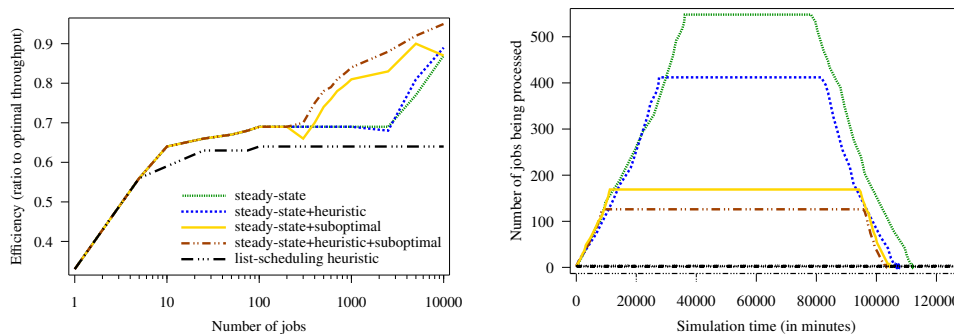 Efficiency (ratio to optimal throughput)
0.9
0.8
0.7
0.6
0.5
0.4
steady-state
steady-state+heuristic
steady-state+suboptimal
steady-state+heuristic+suboptimal
list-scheduling heuristic
1 10 100 1000 10000
Number of jobs
Number of jobs being processed
500
400
300
200
100
0
0 20000 40000 60000 80000 100000 120000
Simulation time (in minutes)